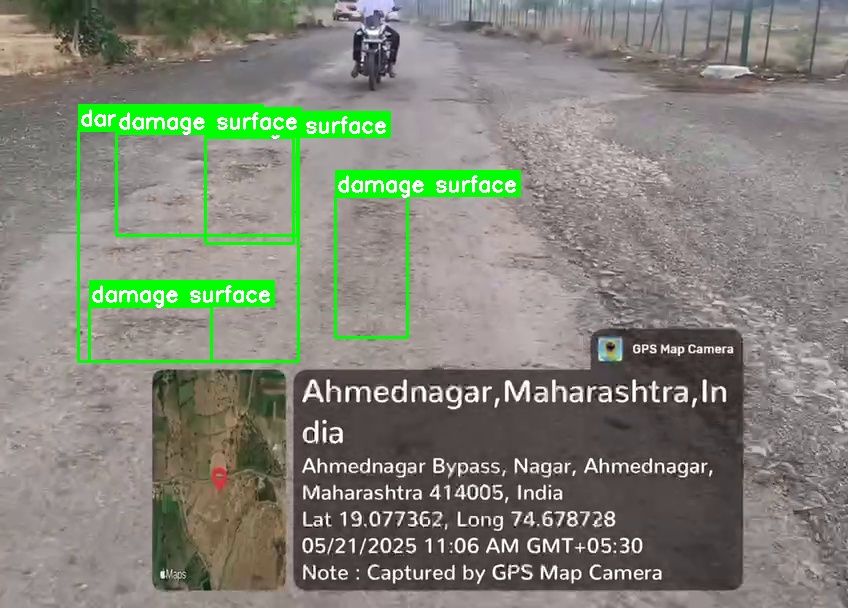 dar damage surface surface
damage surface
damage surface
GPS Map Camera
Ahmednagar,Maharashtra,In
dia
Ahmednagar Bypass, Nagar, Ahmednagar,
Maharashtra 414005, India
Lat 19.077362, Long 74.678728
05/21/2025 11:06 AM GMT+05:30
Note : Captured by GPS Map Camera
Maps